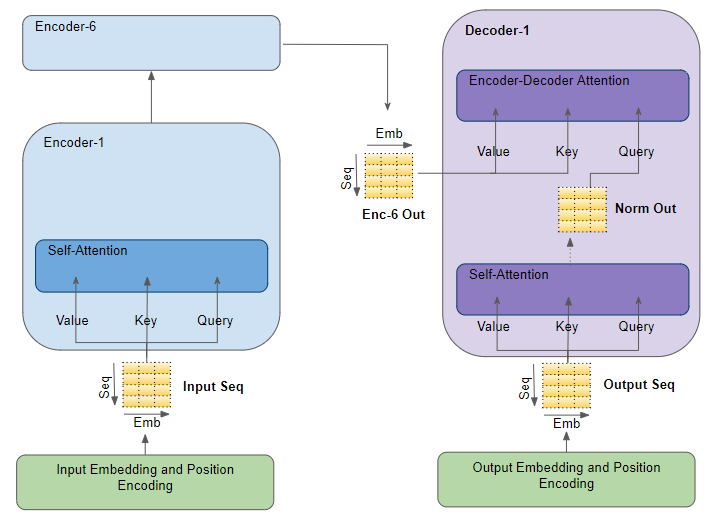 Encoder-6
Encoder-1
Self-Attention
Value
Key
Query
Seq
Input Seq
Emb
Input Embedding and Position
Encoding
Emb
Seq
Enc-6 Out
Decoder-1
Encoder-Decoder Attention
Value
Key
Query
Norm Out
Self-Attention
Value
Key
Query
Seq
Output Seq
Emb
Output Embedding and Position
Encoding